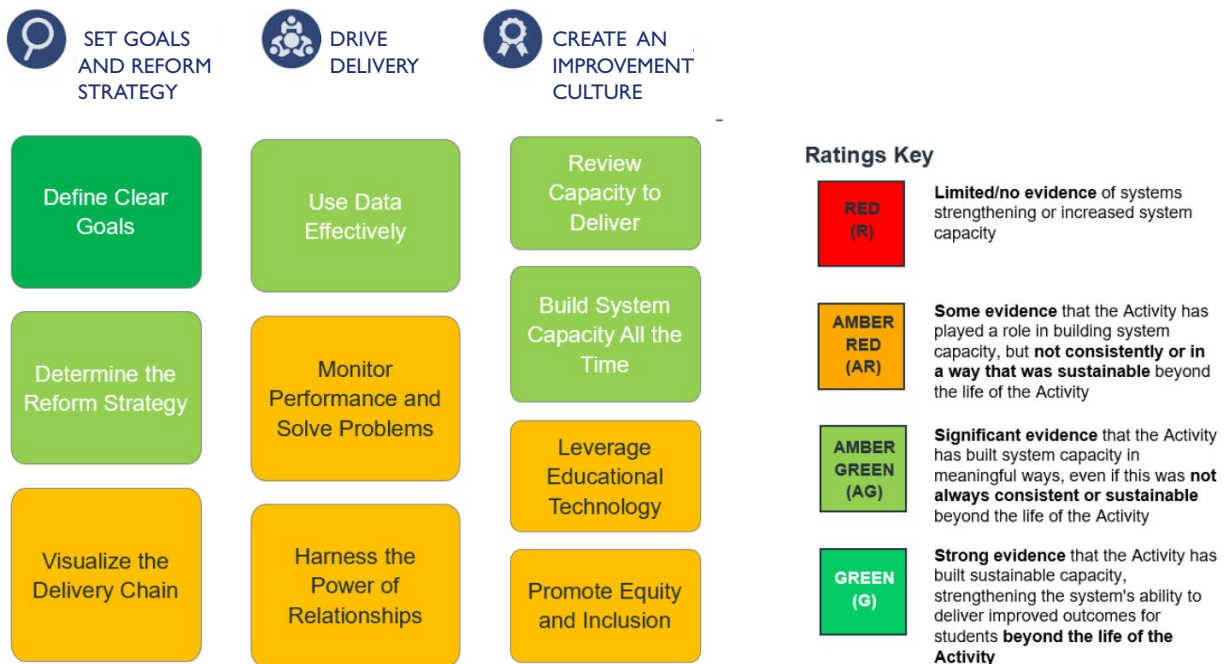 SET GOALS
AND REFORM
STRATEGY
DRIVE
DELIVERY
CREATE AN
IMPROVEMENT
CULTURE
Define Clear
Goals
Determine the
Reform Strategy
Visualize the
Delivery Chain
Use Data
Effectively
Monitor
Performance and
Solve Problems
Harness the
Power of
Relationships
Review
Capacity to
Deliver
Build System
Capacity All the
Time
Leverage
Educational
Technology
Promote Equity
and Inclusion
Ratings Key
RED
(R)
Limited/no evidence of systems
strengthening or increased system
capacity
AMBER
RED
(AR)
Some evidence that the Activity has
played a role in building system
capacity, but not consistently or in
a way that was sustainable beyond
the life of the Activity
AMBER
GREEN
(AG)
Significant evidence that the Activity
has built system capacity in
meaningful ways, even if this was not
always consistent or sustainable
beyond the life of the Activity
GREEN
(G)
Strong evidence that the Activity has
built sustainable capacity,
strengthening the system's ability to
deliver improved outcomes for
students beyond the life of the
Activity